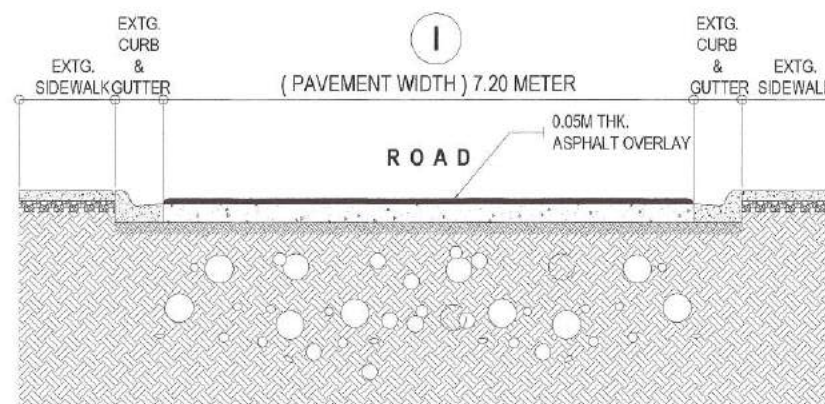 EXTG.
CURB
&
GUTTER
EXTG.
SIDEWALK
I
( PAVEMENT WIDTH ) 7.20 METER
EXTG.
CURB
&
GUTTER
EXTG.
SIDEWALK
0.05M THK.
ASPHALT OVERLAY
ROAD